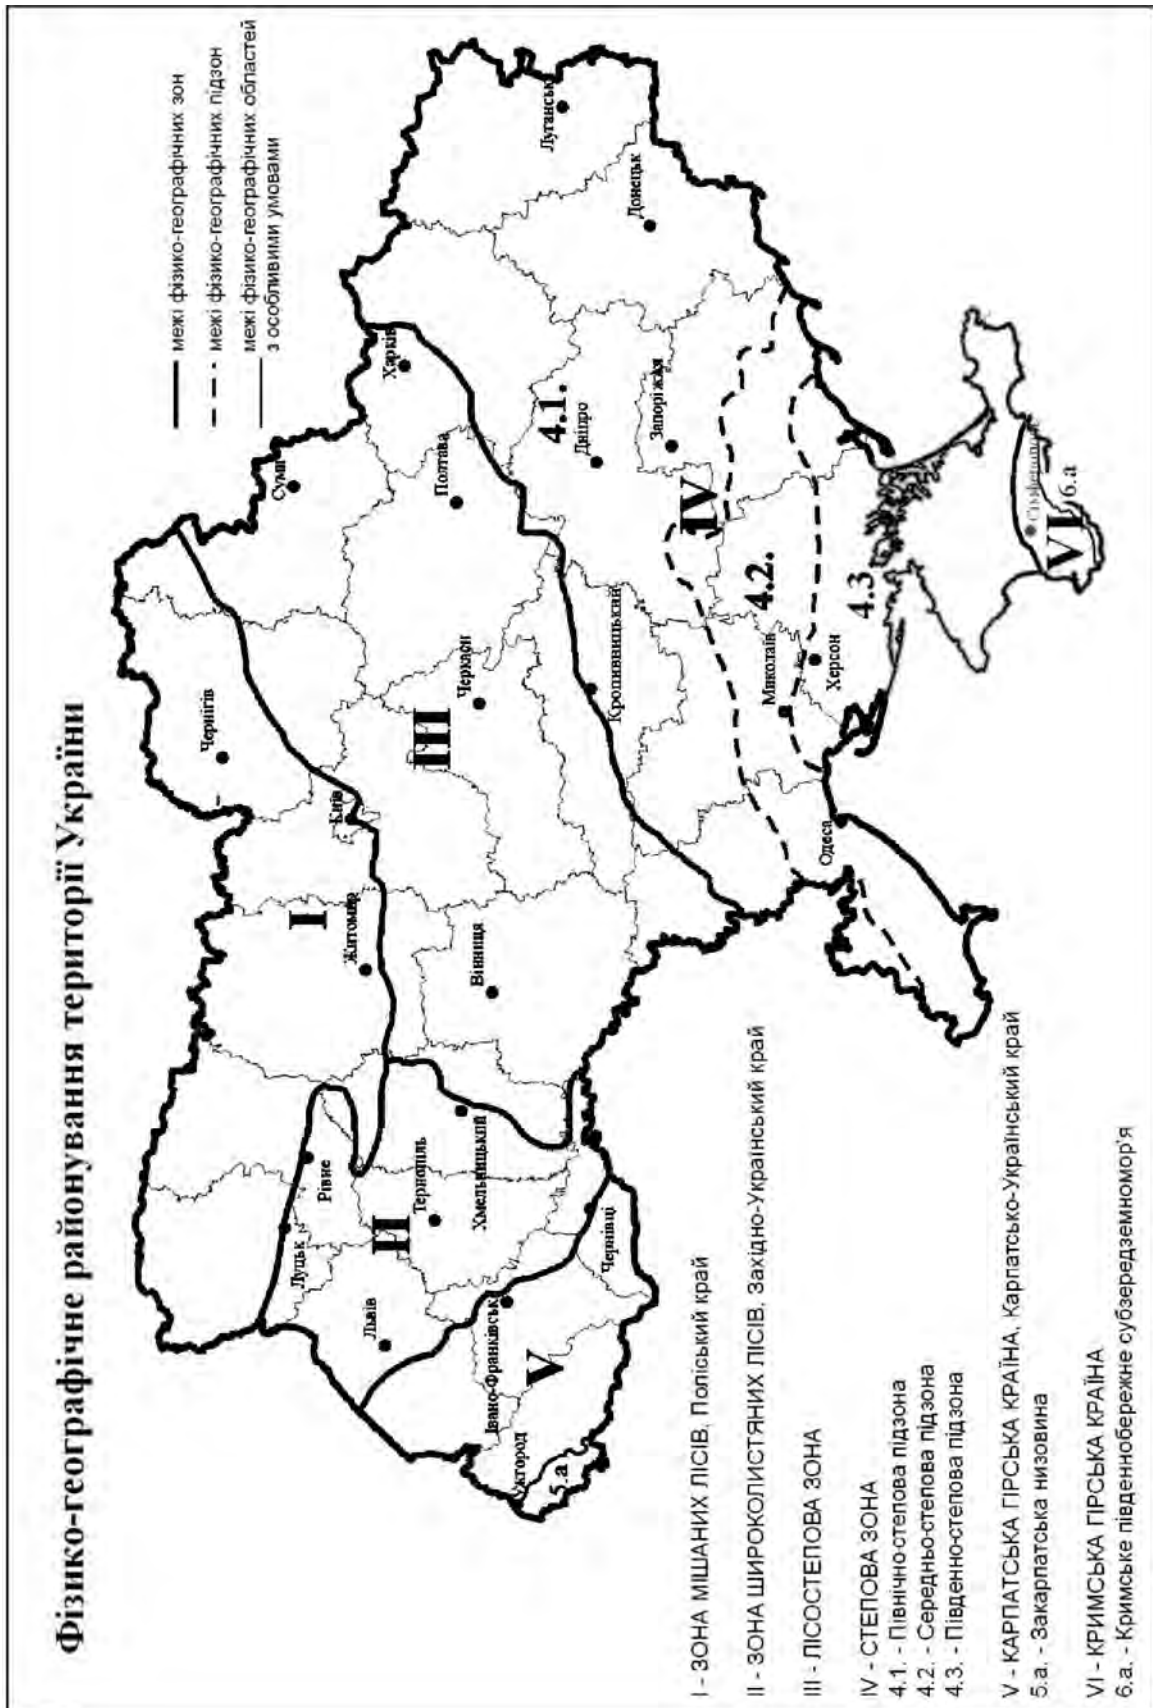 Фізико-географічне районування території України
межі фізико-географічних зон
межі фізико-географічних підзон
межі фізико-географічних областей
з особливими умовами
Чернігів
Суми
Київ
Житомир
I
Рівне
Луцьк
Львів
II
Тернопіль
Хмельницький
Вінниця
III
Черкаси
Полтава
Харків
Луганськ
Донецьк
4.1.
Дніпро
Запоріжжя
IV
Кропивницький
4.2.
Миколаїв
4.3
Херсон
Одеса
Івано-Франківськ
V
Чернівці
Ужгород
5.а
Сімферополь
VI
6.а
I - ЗОНА МІШАНИХ ЛІСІВ, Поліський край
II - ЗОНА ШИРОКОЛИСТЯНИХ ЛІСІВ, Західно-Український край
III - ЛІСОСТЕПОВА ЗОНА
IV - СТЕПОВА ЗОНА
4.1. - Північно-степова підзона
4.2. - Середньо-степова підзона
4.3. - Південно-степова підзона
V - КАРПАТСЬКА ГІРСЬКА КРАЇНА, Карпатсько-Український край
5.а. - Закарпатська низовина
VI - КРИМСЬКА ГІРСЬКА КРАЇНА
6.а. - Кримське південнобережне субзереднземномор'я